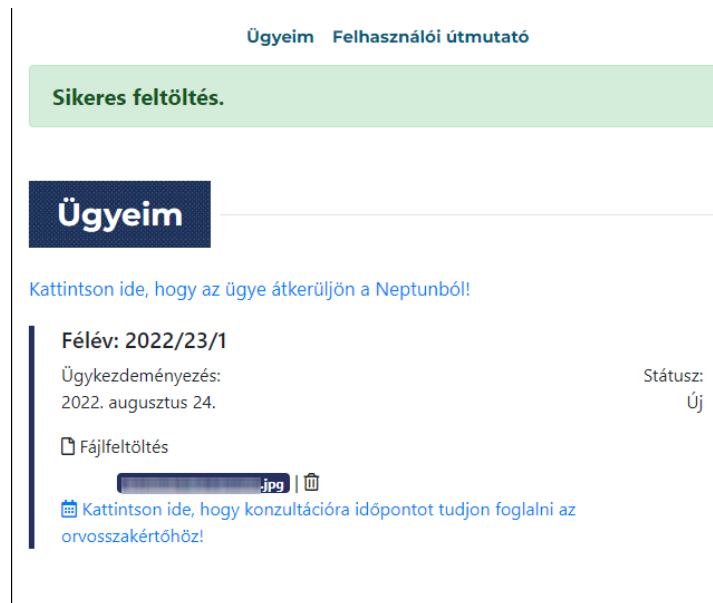 Ügyeim Felhasználói útmutató
Sikeres feltöltés.
Ügyeim
Kattintson ide, hogy az ügye átkerüljön a Neptunból!
Félév: 2022/23/1
Ügykezdeményezés: Státusz:
2022. augusztus 24. Új
Fájlfeltöltés
.jpg |
Kattintson ide, hogy konzultációra időpontot tudjon foglalni az
orvosszakértőhöz!